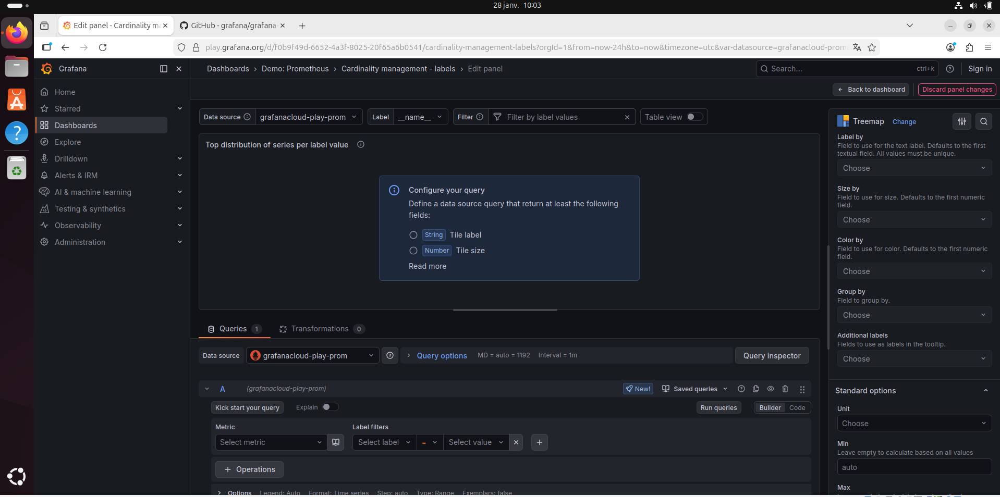 28 janv. 10:03
Edit panel - Cardinality ma
GitHub - grafana/grafana-
play.grafana.org/d/f0b9f49d-6652-4a3f-8025-20f65a6b0541/cardinality-management-labels?orgId=1&from=now-24h&to=now&timezone=utc&var-datasource=grafanacloud-prom&
Grafana
Dashboards › Demo: Prometheus › Cardinality management - labels › Edit panel
Search...
ctrl+k
Sign in
Back to dashboard
Discard panel changes
Home
Starred
Dashboards
Explore
Drilldown
Alerts & IRM
AI & machine learning
Testing & synthetics
Observability
Administration
Data source
grafanacloud-play-prom
Label
__name__
Filter
Filter by label values
Table view
Top distribution of series per label value
Configure your query
Define a data source query that return at least the following
fields:
String Tile label
Number Tile size
Read more
Queries 1
Transformations 0
Data source
grafanacloud-play-prom
Query options
MD = auto = 1192
Interval = 1m
Query inspector
A
(grafanacloud-play-prom)
New!
Saved queries
Kick start your query
Explain
Run queries
Builder
Code
Metric
Label filters
Select metric
Select label
=
Select value
+ Operations
Options Legend: Auto Format: Time series Step: auto Type: Range Exemplars: false
Treemap
Change
Label by
Field to use for the text label. Defaults to the first
textual field. All values must be unique.
Choose
Size by
Field to use for size. Defaults to the first numeric
field.
Choose
Color by
Field to use for color. Defaults to the first numeric
field.
Choose
Group by
Field to group by.
Choose
Additional labels
Fields to use as labels in the tooltip.
Choose
Standard options
Unit
Choose
Min
Leave empty to calculate based on all values
auto
Max